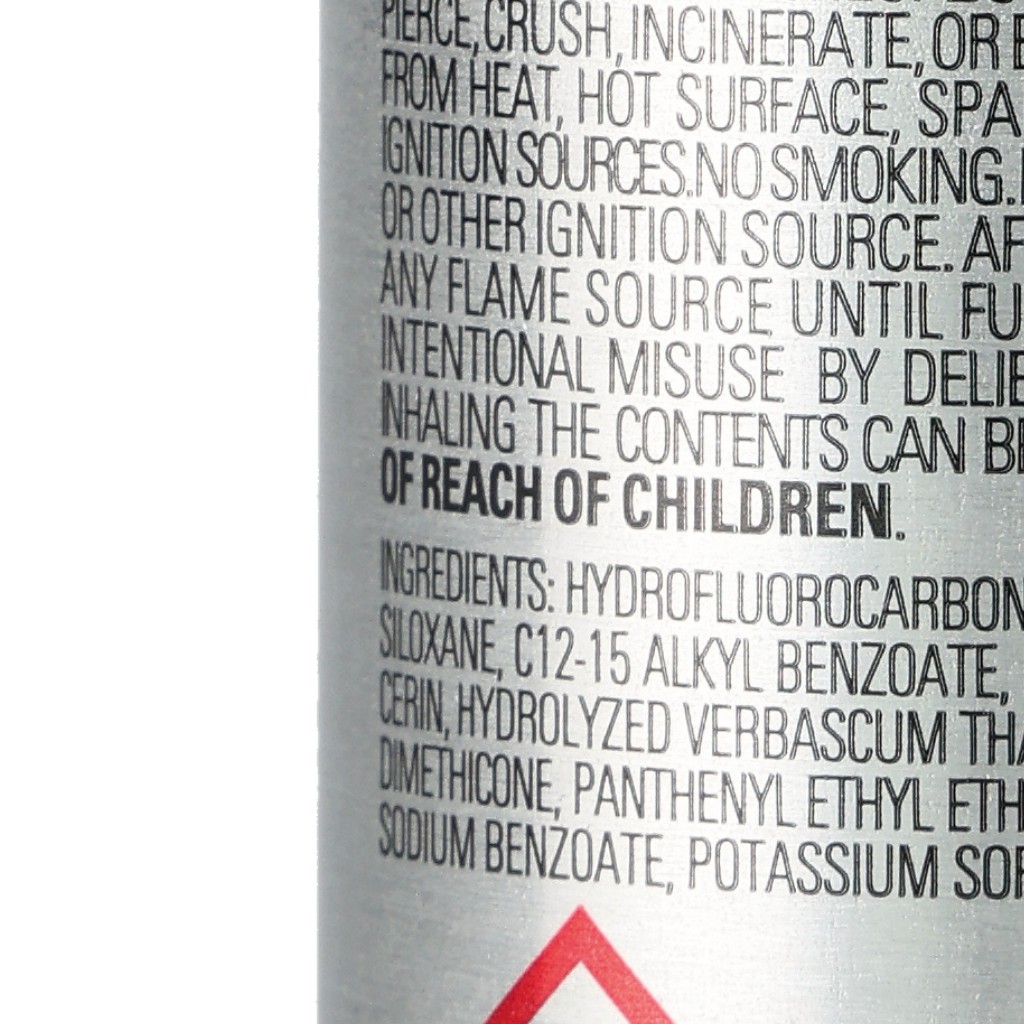 PIERCE, CRUSH, INCINERATE, OR
FROM HEAT, HOT SURFACE, SPA
IGNITION SOURCES. NO SMOKING.
OR OTHER IGNITION SOURCE. AF
ANY FLAME SOURCE UNTIL FU
INTENTIONAL MISUSE BY DELIB
INHALING THE CONTENTS CAN BE
OF REACH OF CHILDREN.
INGREDIENTS: HYDROFLUOROCARBON
SILOXANE, C12-15 ALKYL BENZOATE,
CERIN, HYDROLYZED VERBASCUM THA
DIMETHICONE, PANTHENYL ETHYL ETH
SODIUM BENZOATE, POTASSIUM SOR